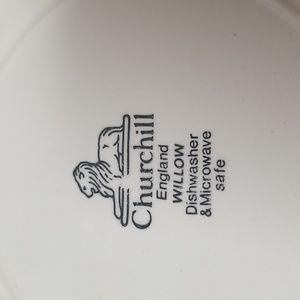 Churchill
England
WILLOW
Dishwasher
& Microwave
safe